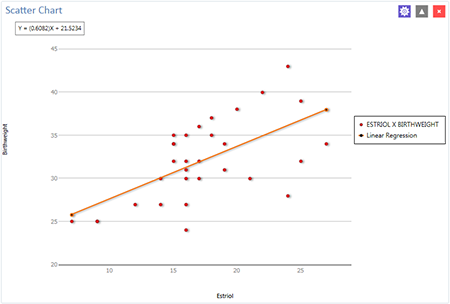 Scatter Chart
Y = (0.6082)X + 21.5234
45
40
35
30
25
20
Birthweight
10
15
20
25
Estriol
ESTRIOL X BIRTHWEIGHT
Linear Regression